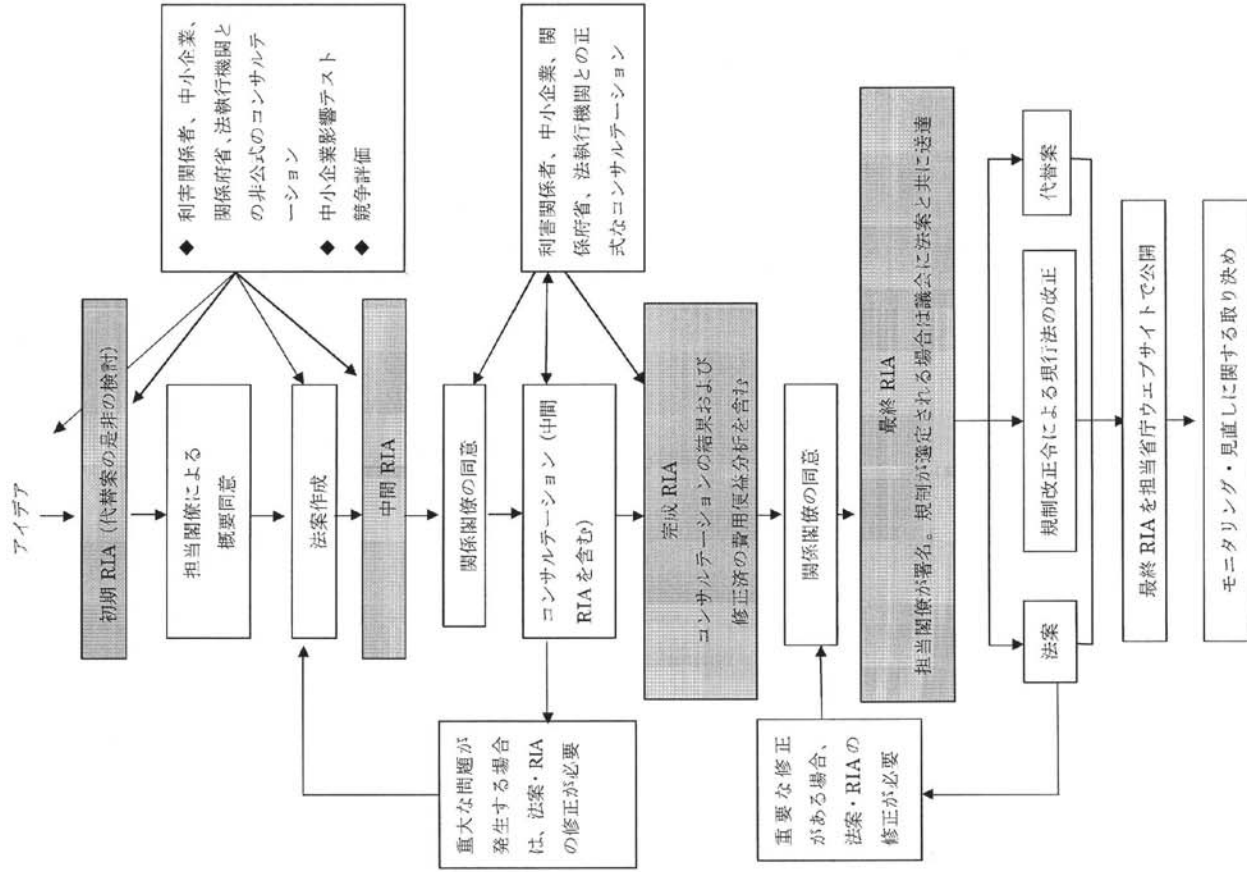 アイデア
初期 RIA（代替案の是非の検討）
◆ 利害関係者、中小企業、
関係府省、法執行機関と
の非公式のコンサルテ
ーション
◆ 中小企業影響テスト
◆ 競争評価
担当閣僚による
概要同意
法案作成
中間 RIA
関係閣僚の同意
利害関係者、中小企業、関
係府省、法執行機関との正
式なコンサルテーション
コンサルテーション（中間
RIA を含む）
重大な問題が
発生する場合
は、法案・RIA
の修正が必要
完成 RIA
コンサルテーションの結果および
修正済の費用便益分析を含む
関係閣僚の同意
重要な修正
がある場合、
法案・RIA の
修正が必要
最終 RIA
担当閣僚が署名。規制が選定される場合は議会に法案と共に送達
法案
規制改正令による現行法の改正
代替案
最終 RIA を担当省庁ウエブサイトで公開
モニタリング・見直しに関する取り決め